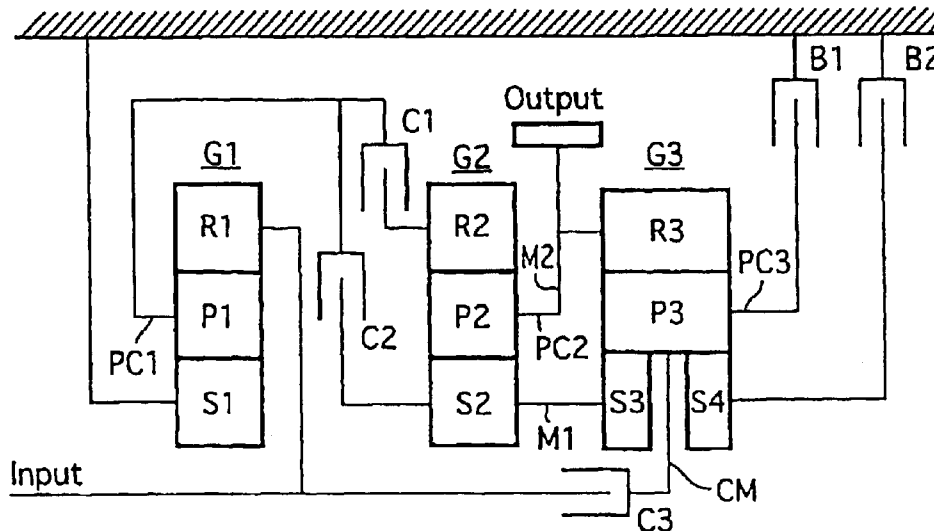 B1
B2
Output
C1
G1
G2
G3
R1
R2
R3
M2
PC3
P1
P2
P3
PC1
C2
PC2
S1
S2
S3
S4
M1
Input
CM
C3